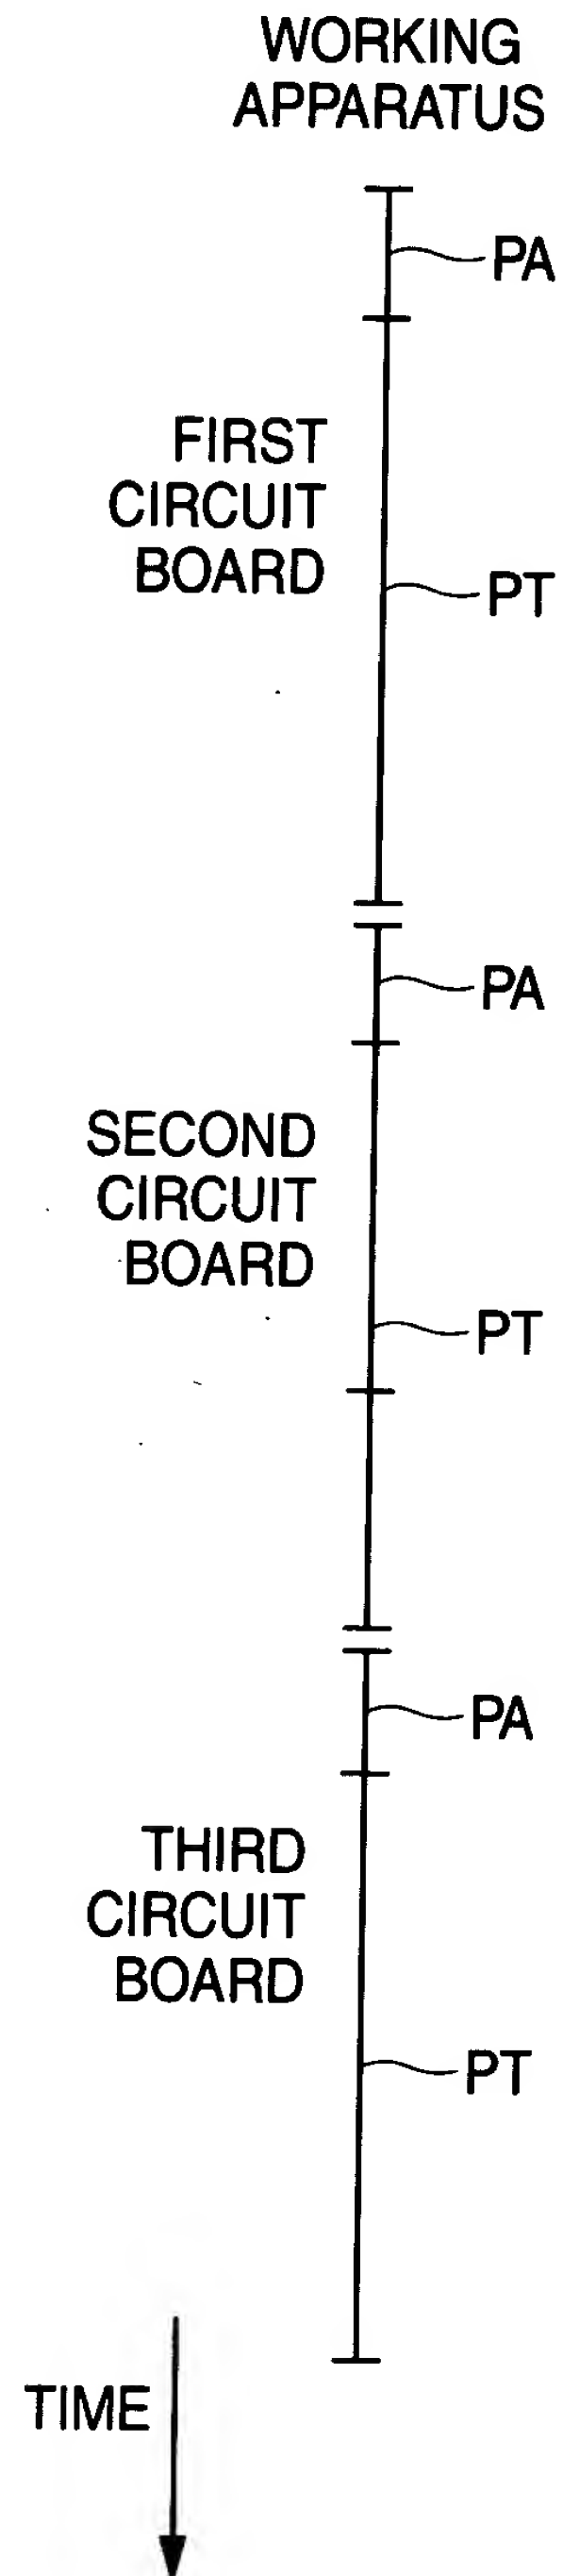 WORKING
APPARATUS
PA
FIRST
CIRCUIT
BOARD
PT
PA
SECOND
CIRCUIT
BOARD
PT
PA
THIRD
CIRCUIT
BOARD
PT
TIME